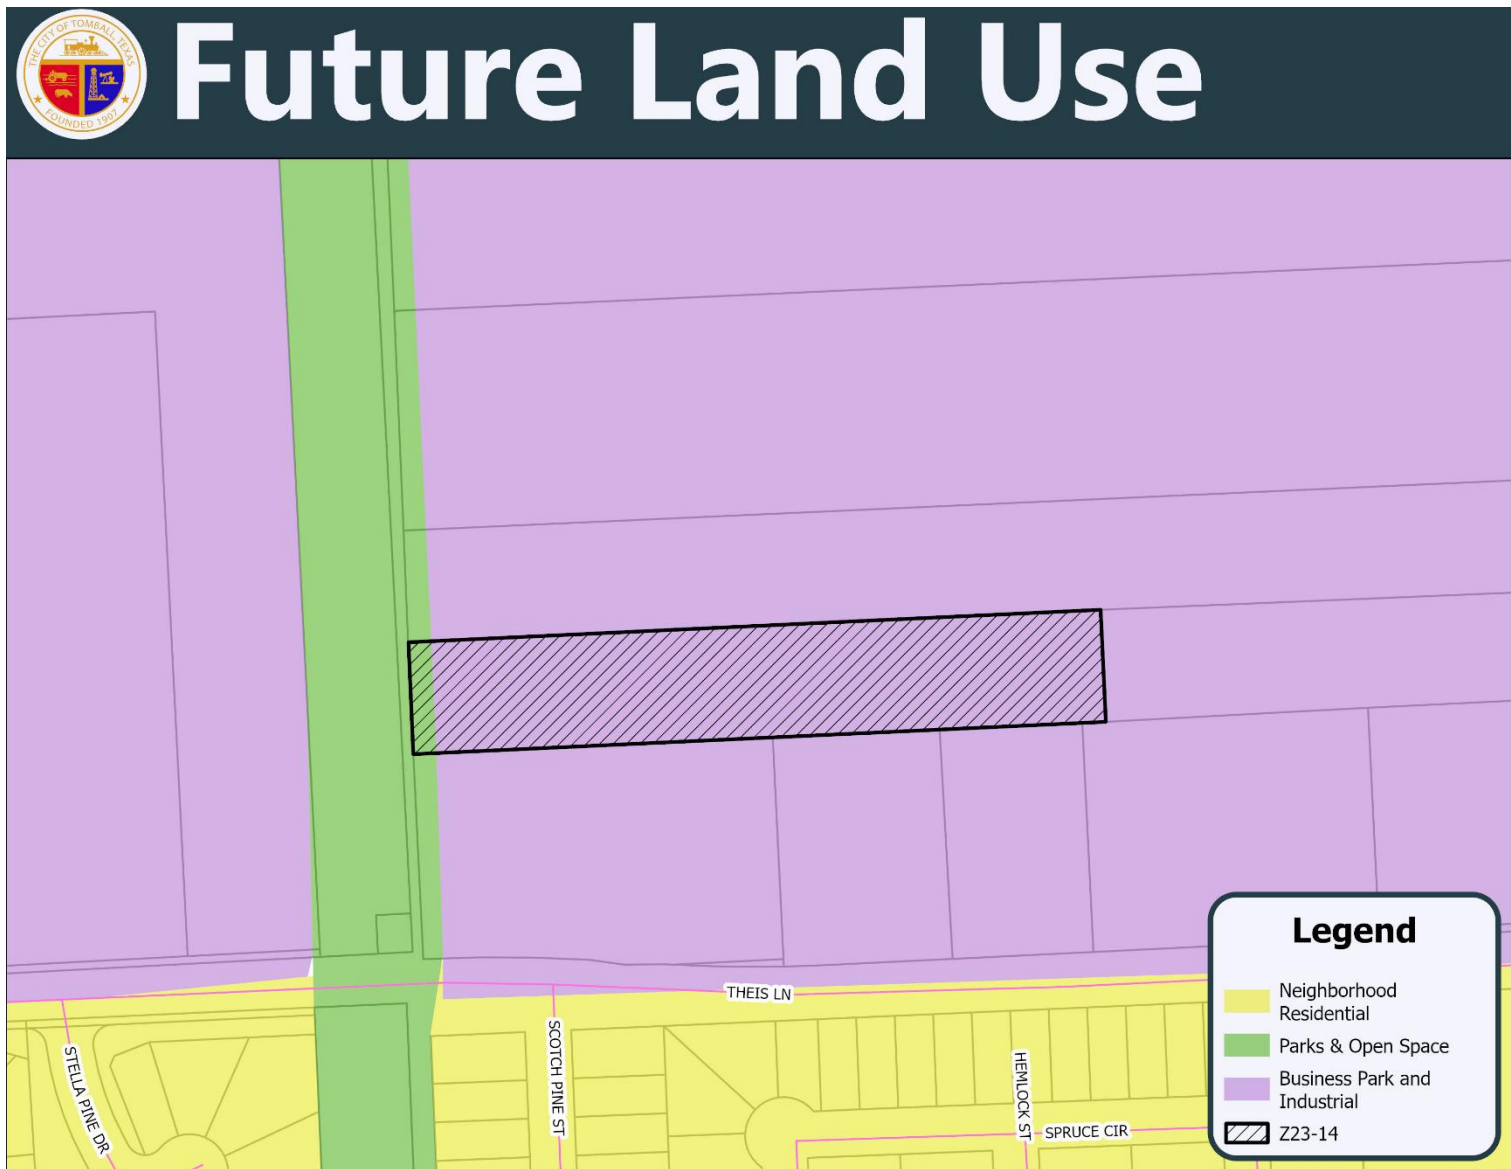 THE CITY OF TOMBALL, TEXAS
FOUNDED 1907
Future Land Use
THEIS LN
STELLA PINE DR
SCOTCH PINE ST
HEMLOCK ST
SPRUCE CIR
Legend
Neighborhood
Residential
Parks & Open Space
Business Park and
Industrial
Z23-14